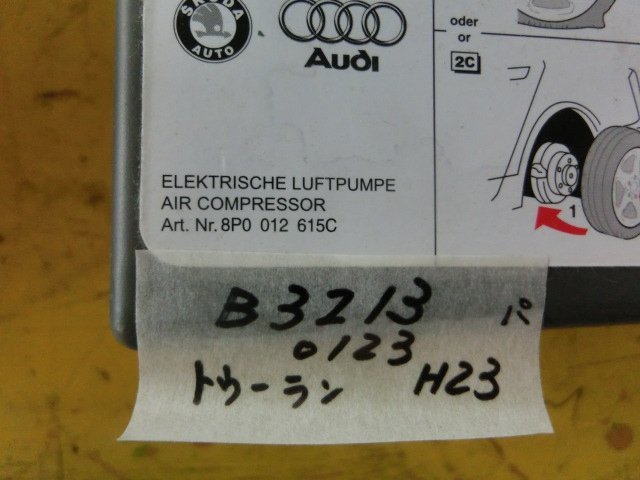 ŠKODA
AUTO
Audi
oder
or
2C
1
ELEKTRISCHE LUFTPUMPE
AIR COMPRESSOR
Art. Nr. 8P0 012 615C
B3213 パ
0123
トゥーラン H23